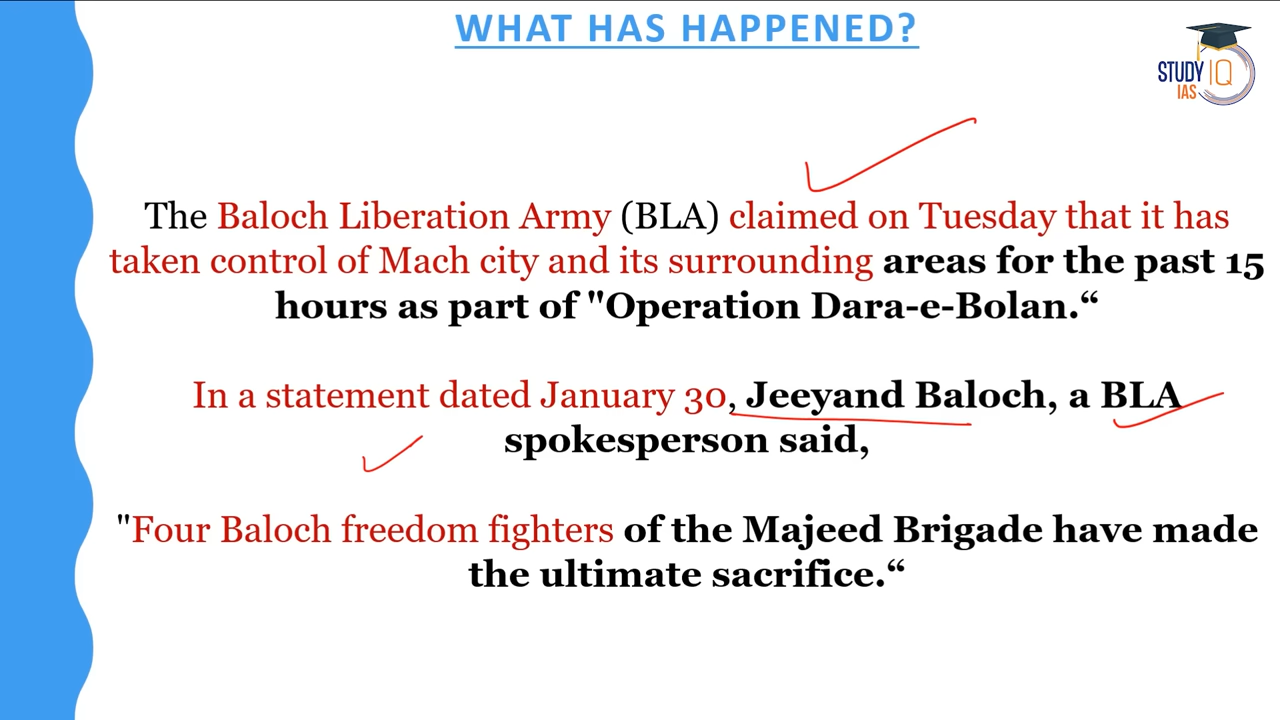 WHAT HAS HAPPENED?
STUDY IQ
IAS
The Baloch Liberation Army (BLA) claimed on Tuesday that it has
taken control of Mach city and its surrounding areas for the past 15
hours as part of "Operation Dara-e-Bolan.“
In a statement dated January 30, Jeeyand Baloch, a BLA
spokesperson said,
"Four Baloch freedom fighters of the Majeed Brigade have made
the ultimate sacrifice.“